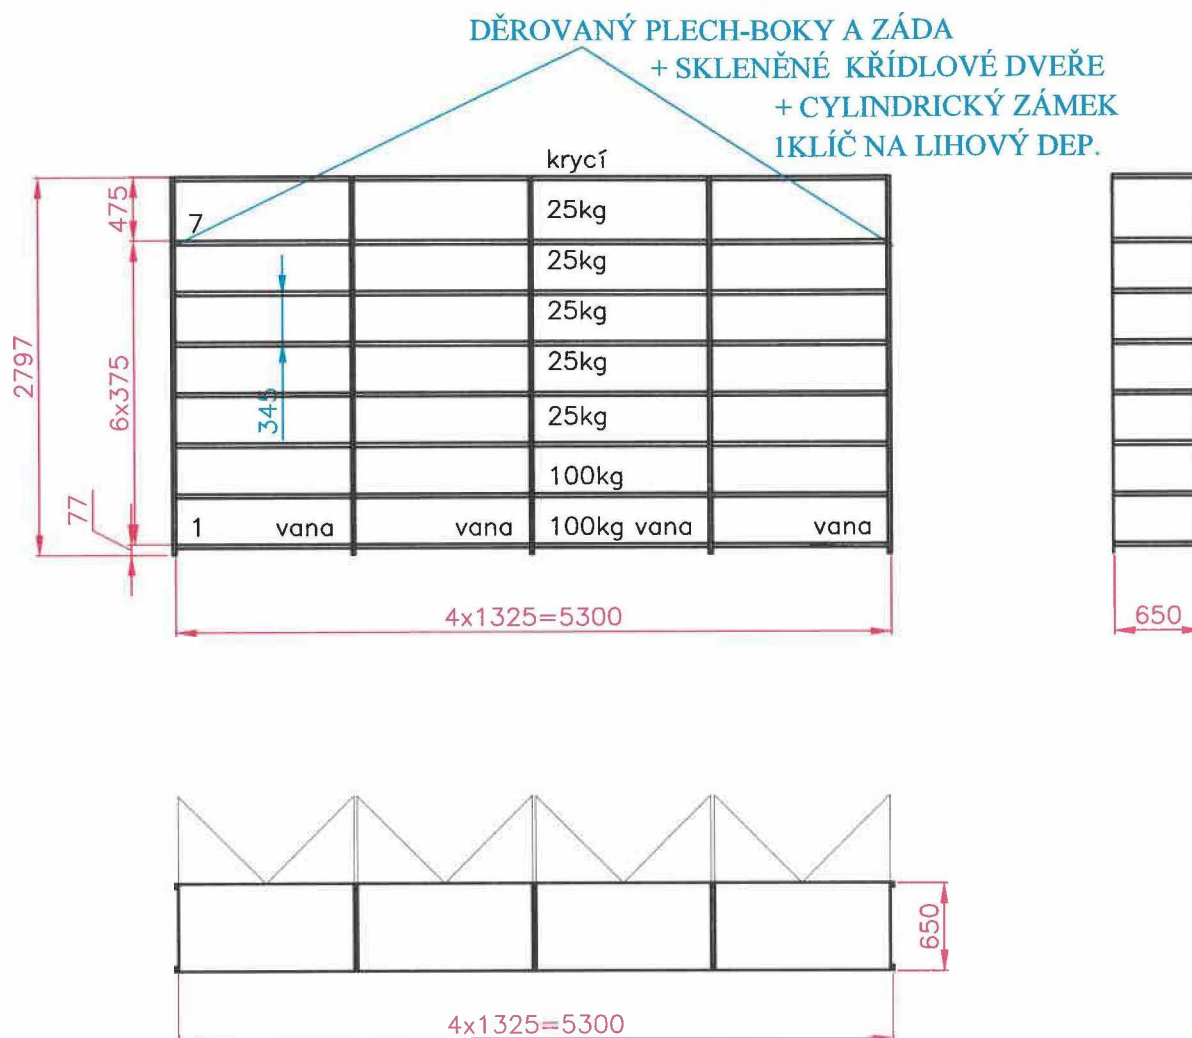 DĚROVANÝ PLECH-BOKY A ZÁDA
+ SKLENĚNÉ KŘÍDLOVÉ DVEŘE
+ CYLINDRICKÝ ZÁMEK
1KLÍČ NA LIHOVÝ DEP.
krycí
475
7
25kg
25kg
25kg
25kg
25kg
100kg
2797
6x375
345
77
1 vana vana 100kg vana vana
4x1325=5300
650
650
4x1325=5300